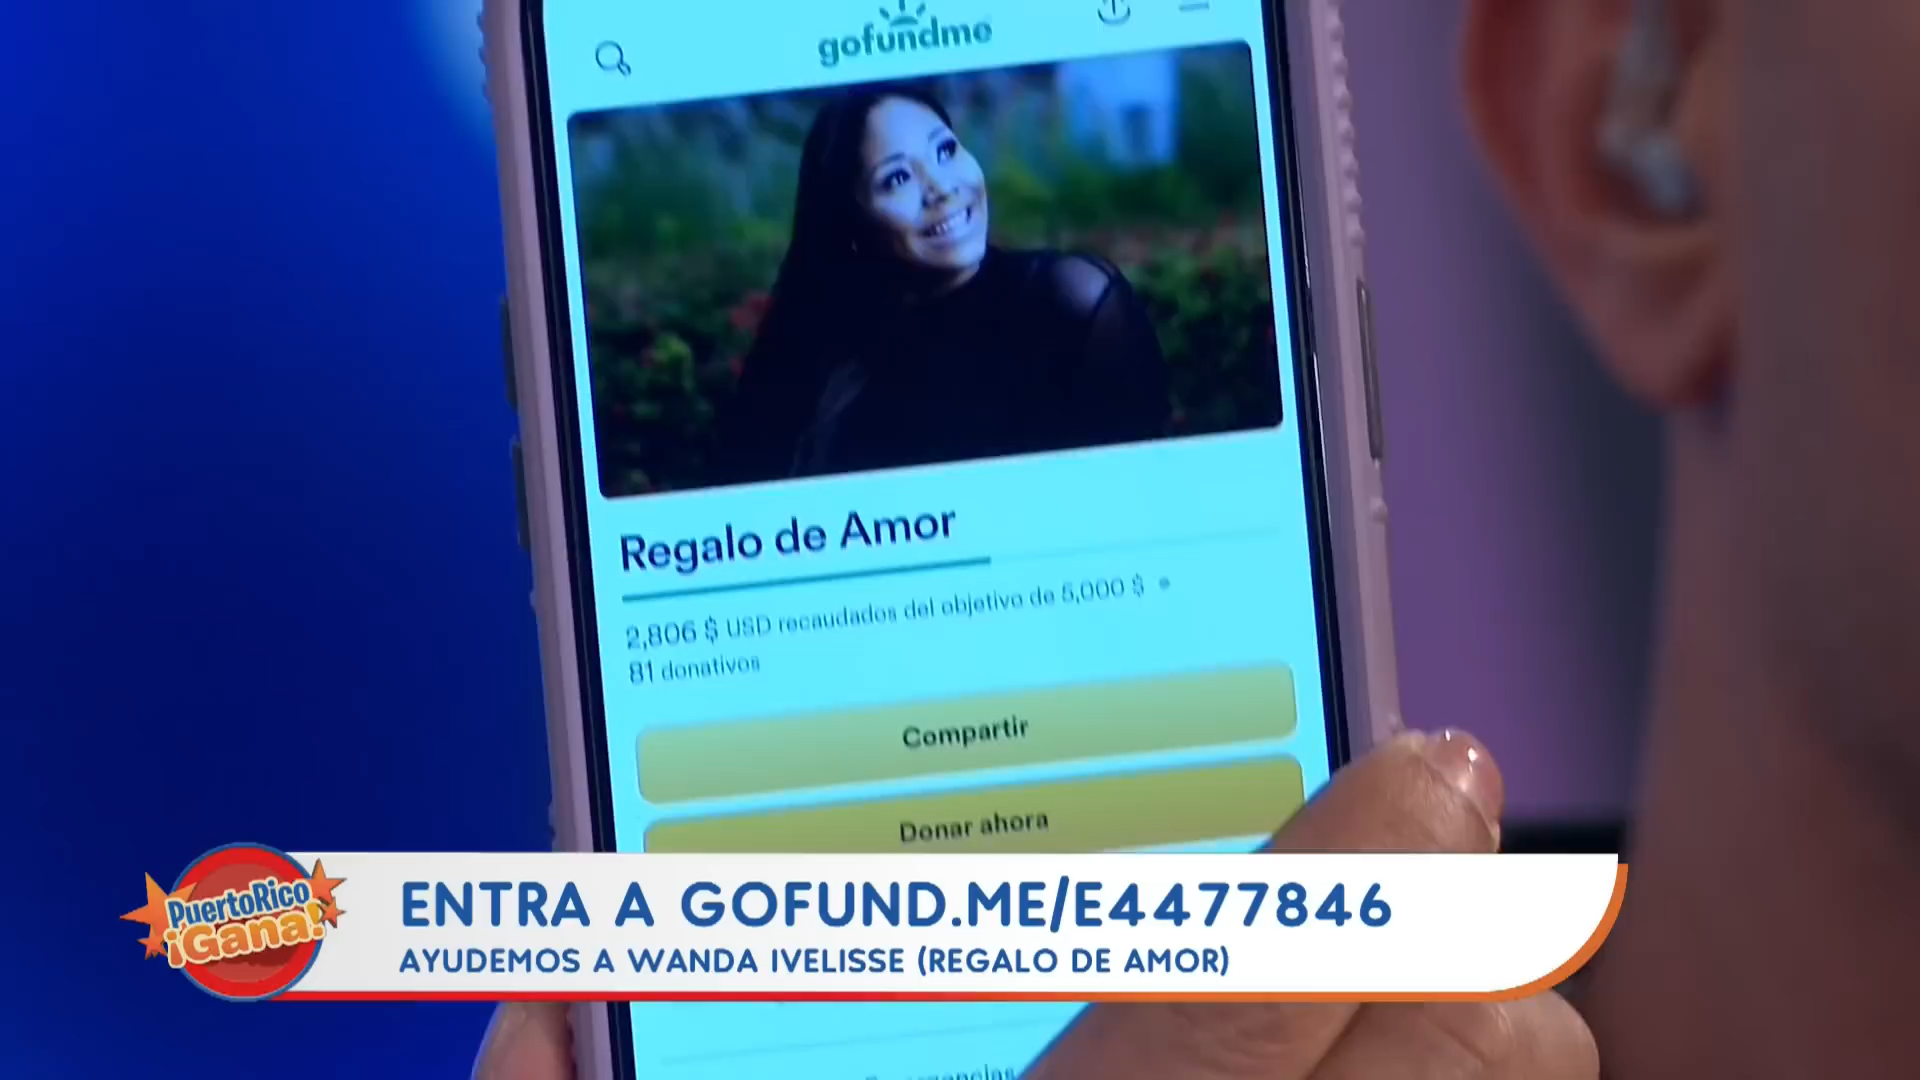 gofundme
Regalo de Amor
2,806 $ USD recaudados del objetivo de 5,000 $ •
81 donativos
Compartir
Donar ahora
PuertoRico
¡Gana!
ENTRA A GOFUND.ME/E4477846
AYUDEMOS A WANDA IVELISSE (REGALO DE AMOR)